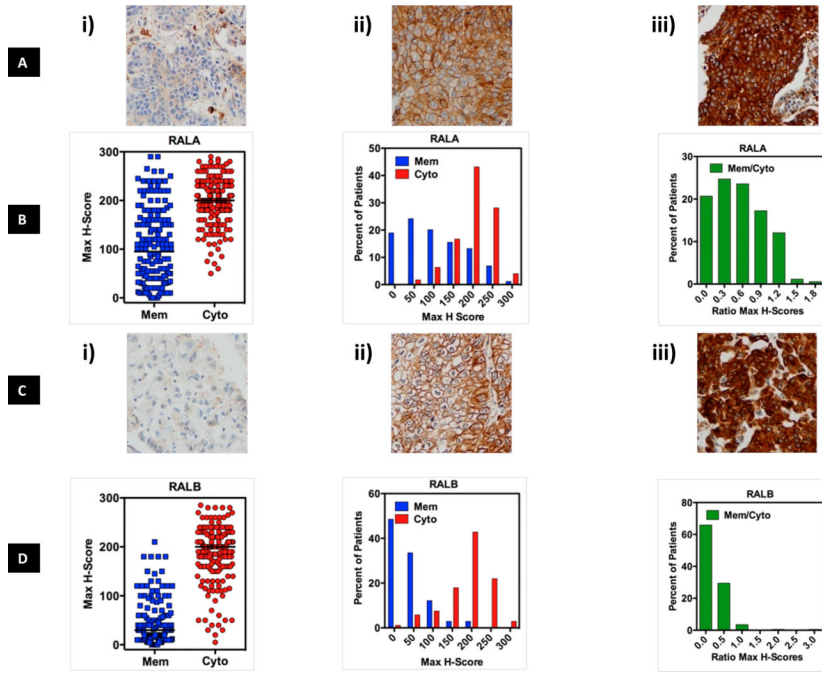 i) ii) iii)
A
RALA
300
200
100
0
Max H-Score
Mem Cyto
RALA
Mem
Cyto
50
40
30
20
10
0
Percent of Patients
0 50 100 150 200 250 300
Max H Score
RALA
Mem/Cyto
30
20
10
0
Percent of Patients
0.0 0.3 0.6 0.9 1.2 1.5 1.8
Ratio Max H-Scores
B
i) ii) iii)
C
RALB
300
200
100
0
Max H-Score
Mem Cyto
RALB
Mem
Cyto
60
40
20
0
Percent of Patients
0 50 100 150 200 250 300
Max H-Score
RALB
Mem/Cyto
80
60
40
20
0
Percent of Patients
0.0 0.5 1.0 1.5 2.0 2.5 3.0
Ratio Max H-Scores
D